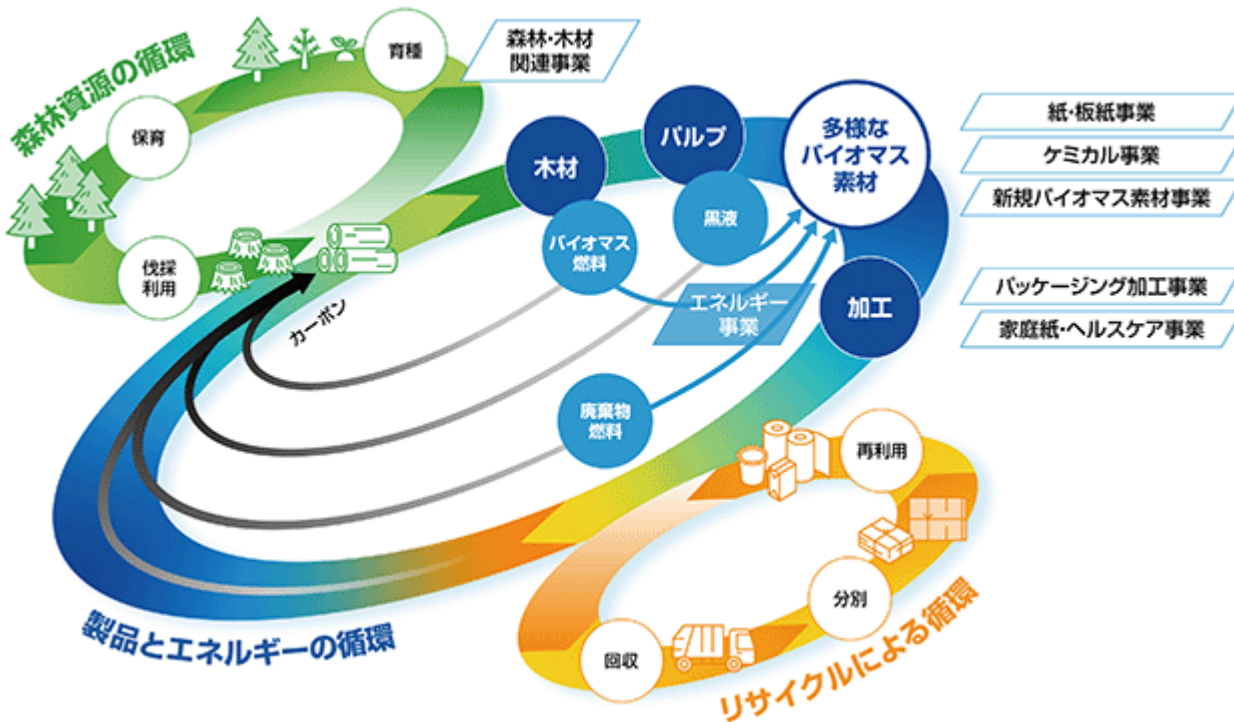 森林資源の循環
育種
保育
伐採
利用
森林・木材
関連事業
木材
パルプ
多様な
バイオマス
素材
バイオマス
燃料
黒液
エネルギー
事業
加工
廃棄物
燃料
カーボン
紙・板紙事業
ケミカル事業
新規バイオマス素材事業
パッケージング加工事業
家庭紙・ヘルスケア事業
製品とエネルギーの循環
再利用
分別
回収
リサイクルによる循環